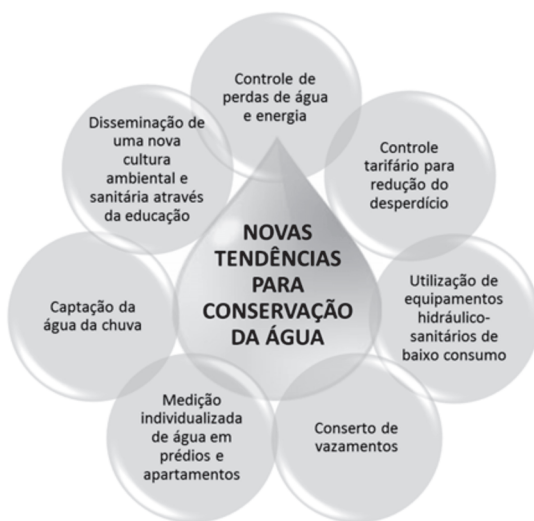 Controle de
perdas de água
e energia
Controle
tarifário para
redução do
desperdício
Utilização de
equipamentos
hidráulico-
sanitários de
baixo consumo
Conserto de
vazamentos
Medição
individualizada
de água em
prédios e
apartamentos
Captação da
água da chuva
Disseminação de
uma nova
cultura
ambiental e
sanitária através
da educação
NOVAS
TENDÊNCIAS
PARA
CONSERVAÇÃO
DA ÁGUA